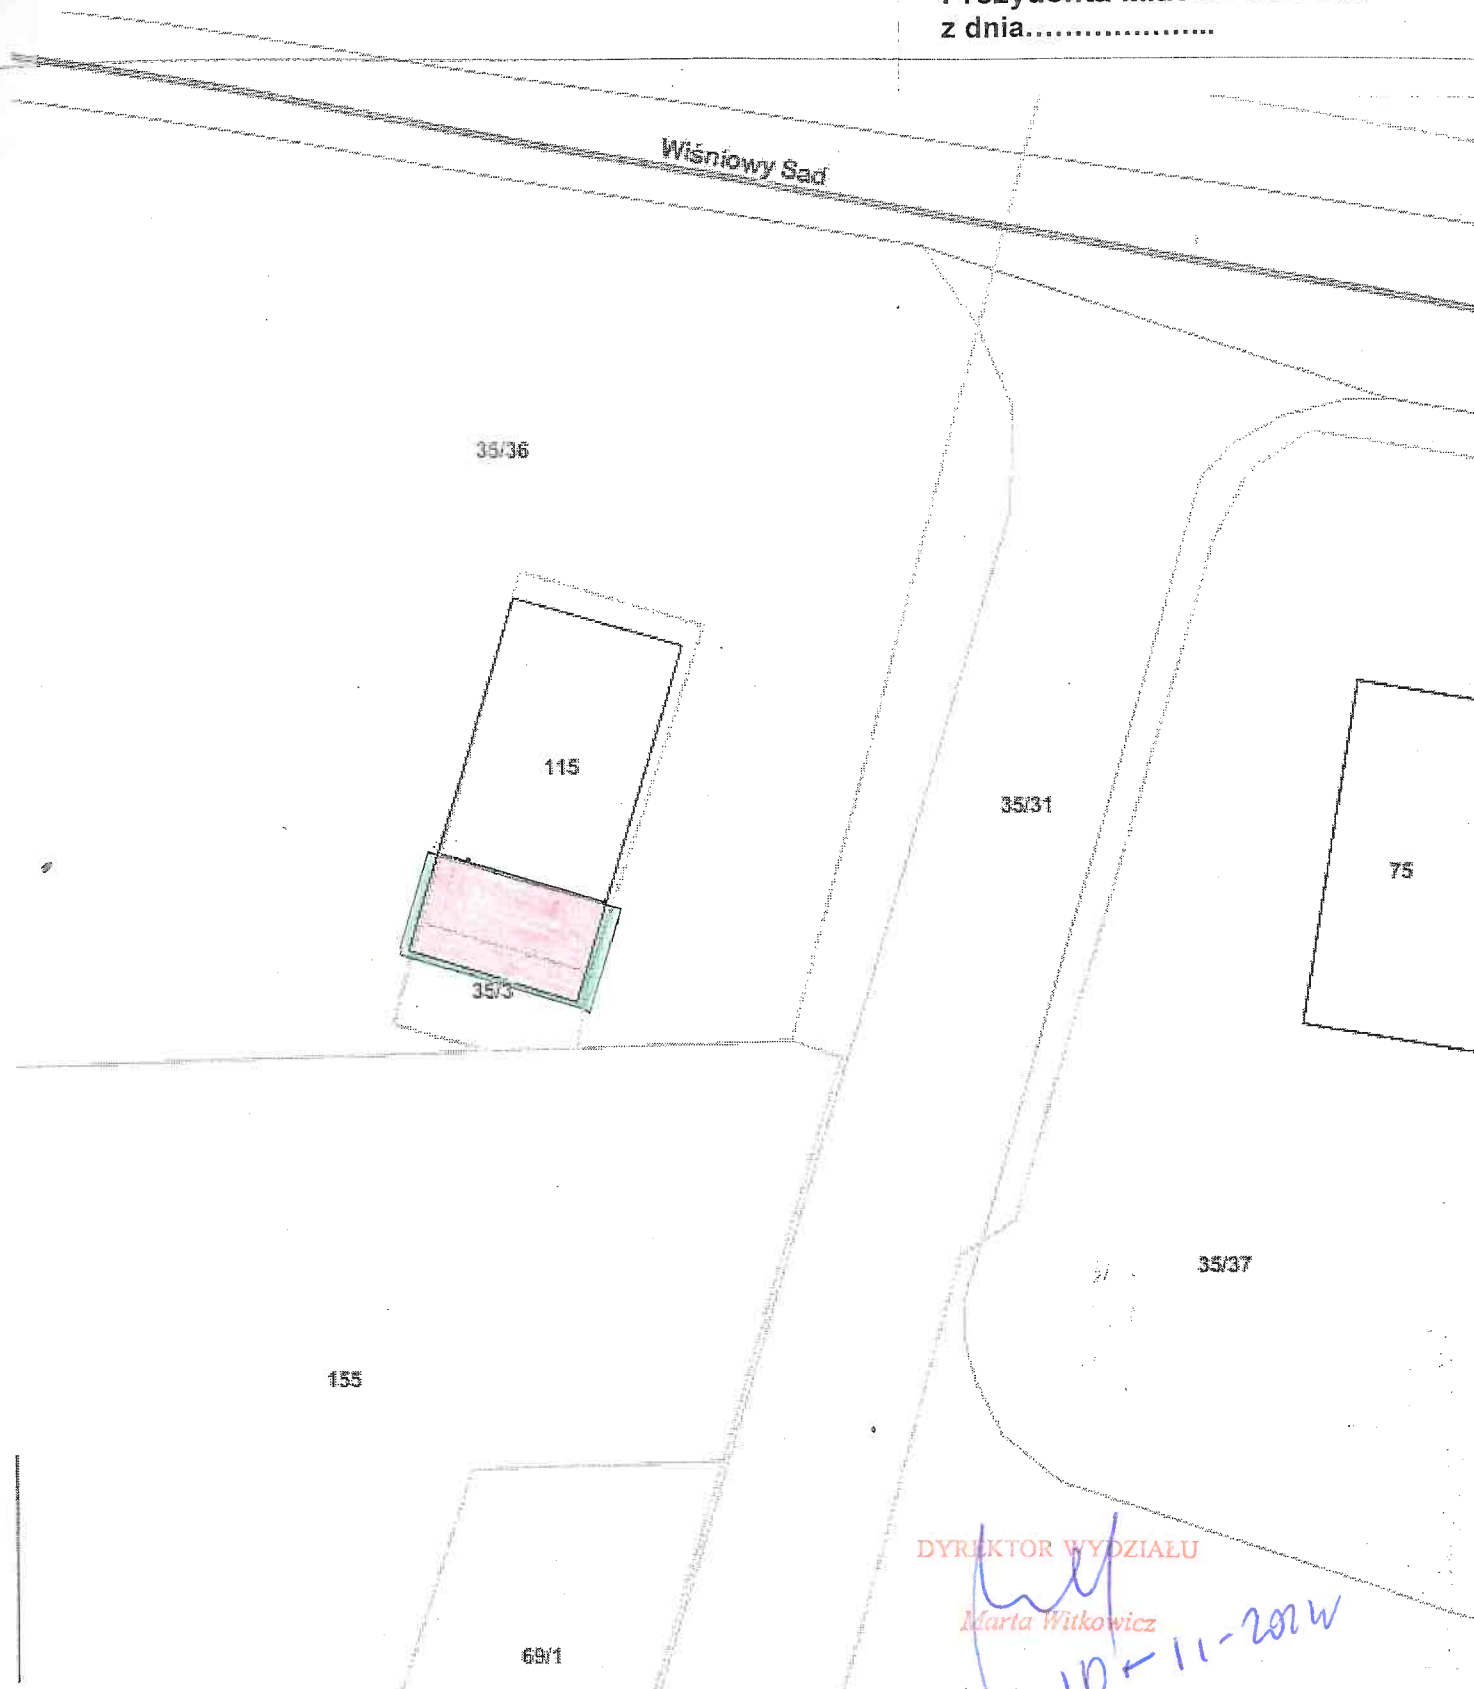 z dnia....................
Wiśniowy Sad
35/36
115
35/31
75
35/3
35/37
155
DYREKTOR WYDZIAŁU
Marta Witkowicz
69/1